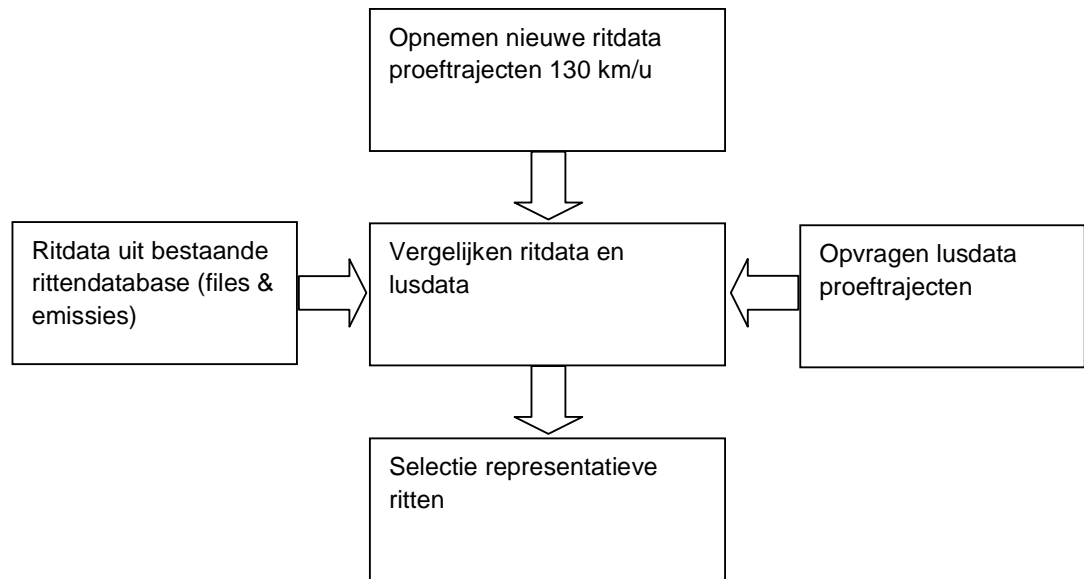 Opnemen nieuwe ritdata
proeftrajecten 130 km/u
Ritdata uit bestaande
rittendatabase (files &
emissies)
Vergelijken ritdata en
lusdata
Opvragen lusdata
proeftrajecten
Selectie representatieve
ritten